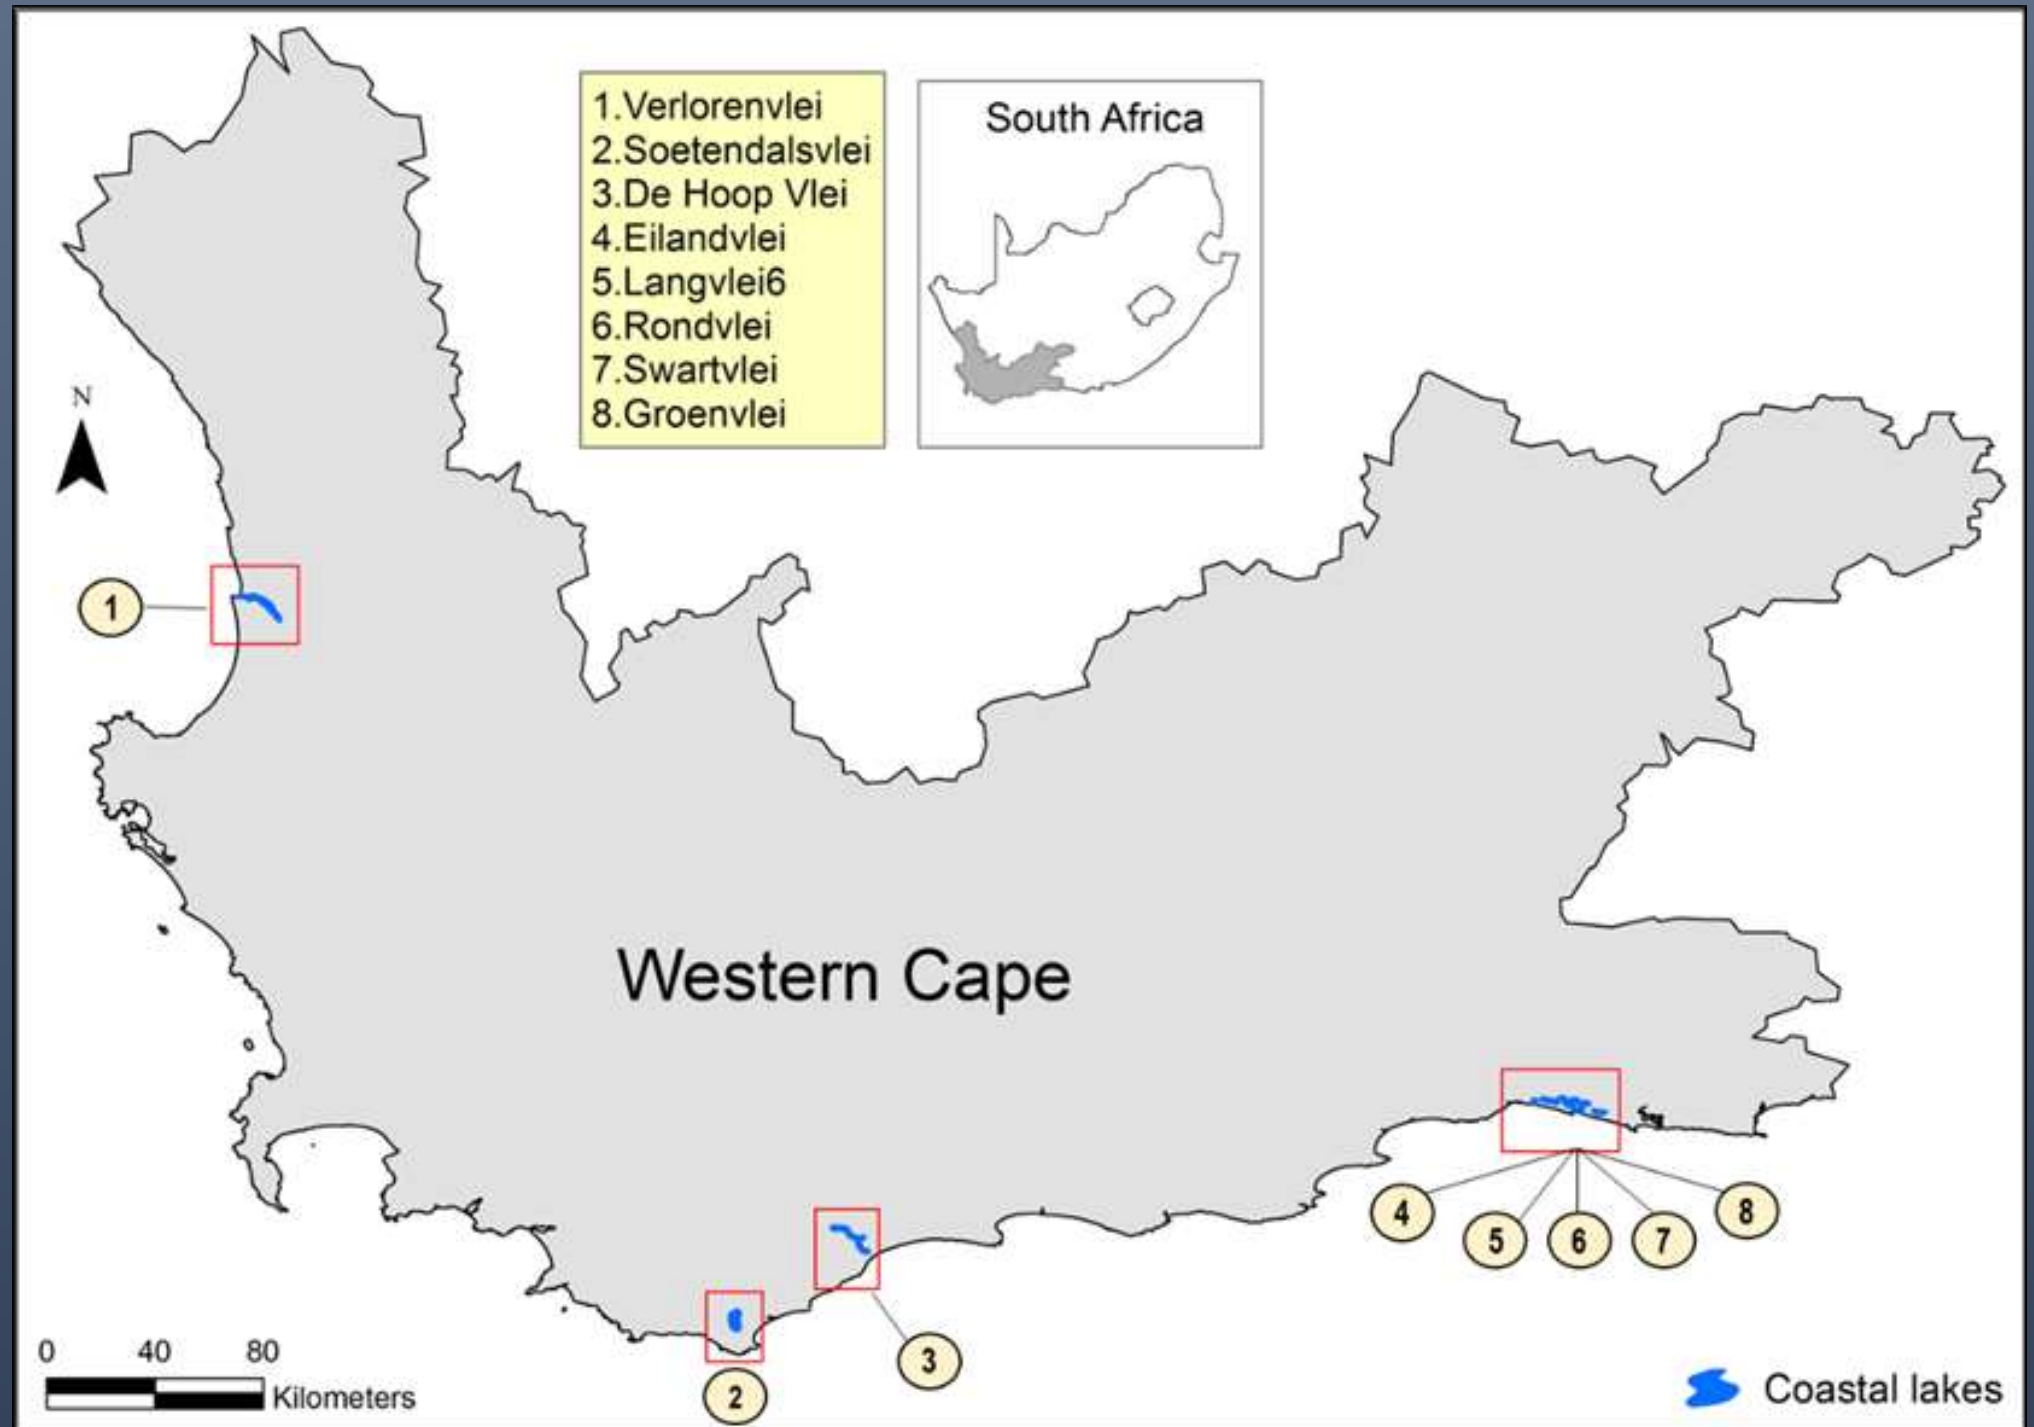 1.Verlorenvlei
2.Soetendalsvlei
3.De Hoop Vlei
4.Eilandvlei
5.Langvlei6
6.Rondvlei
7.Swartvlei
8.Groenvlei
South Africa
N
1
Western Cape
4
5
6
7
8
3
2
0 40 80
Kilometers
Coastal lakes